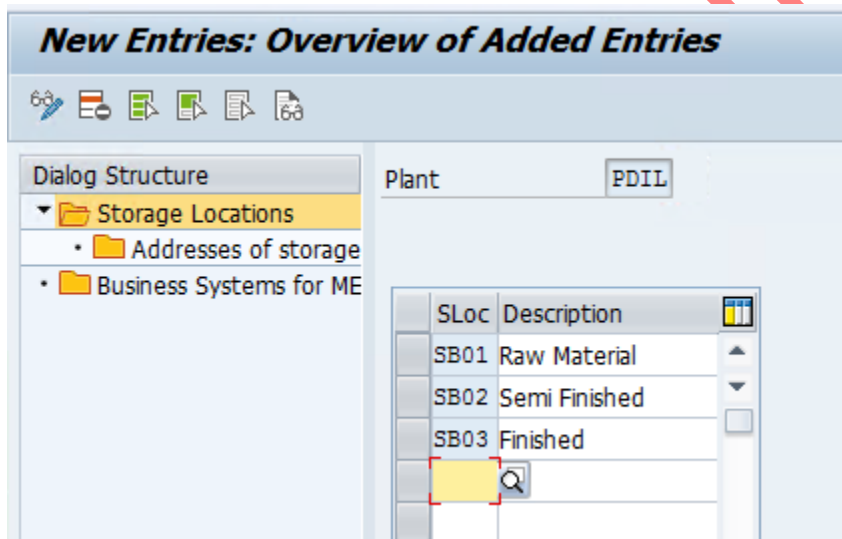 New Entries: Overview of Added Entries
Dialog Structure
Storage Locations
Addresses of storage
Business Systems for ME
Plant PDIL
SLoc Description
SB01 Raw Material
SB02 Semi Finished
SB03 Finished